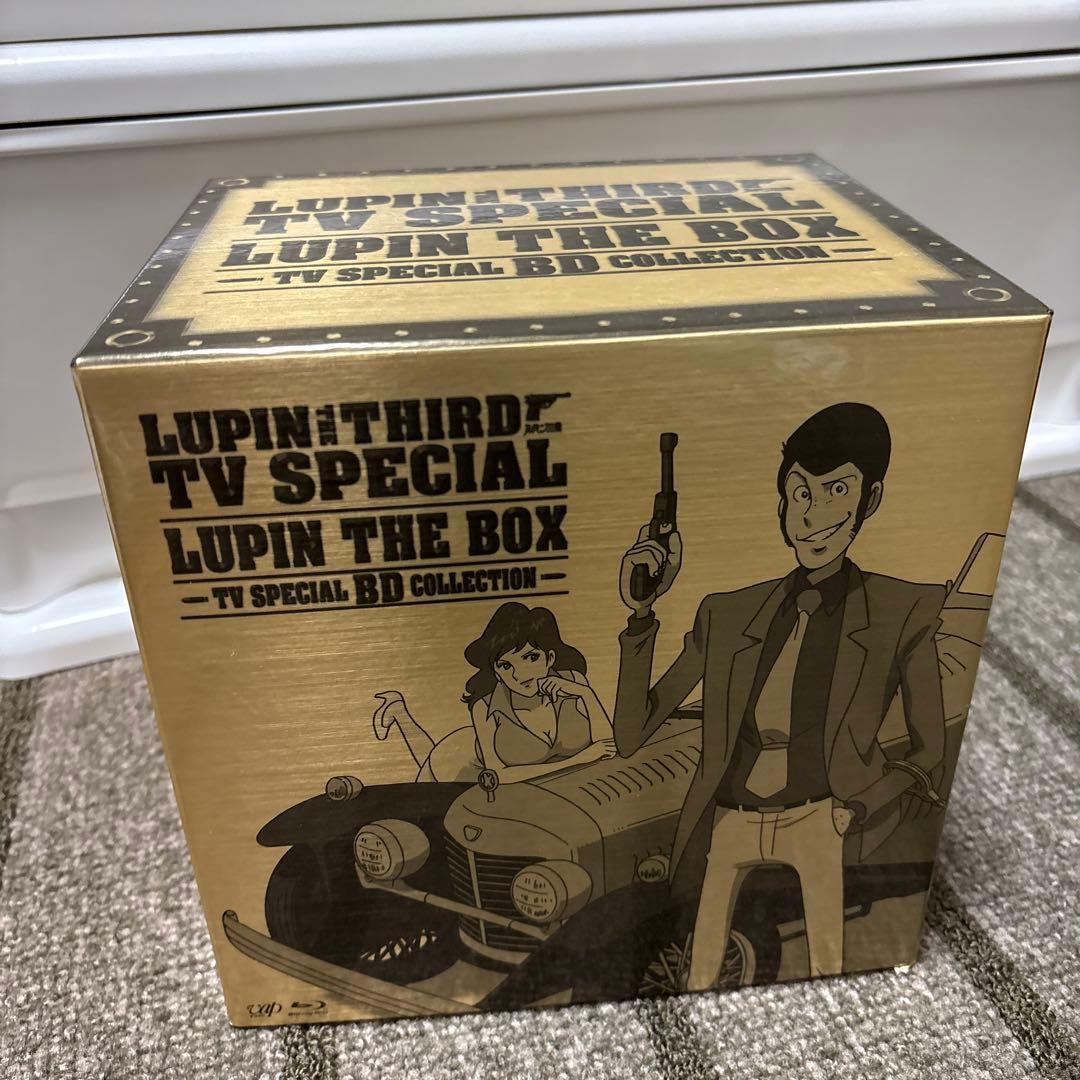 LUPIN THE THIRD
TV SPECIAL
LUPIN THE BOX
TV SPECIAL BD COLLECTION
LUPIN THE THIRD
TV SPECIAL
LUPIN THE BOX
TV SPECIAL BD COLLECTION
vap